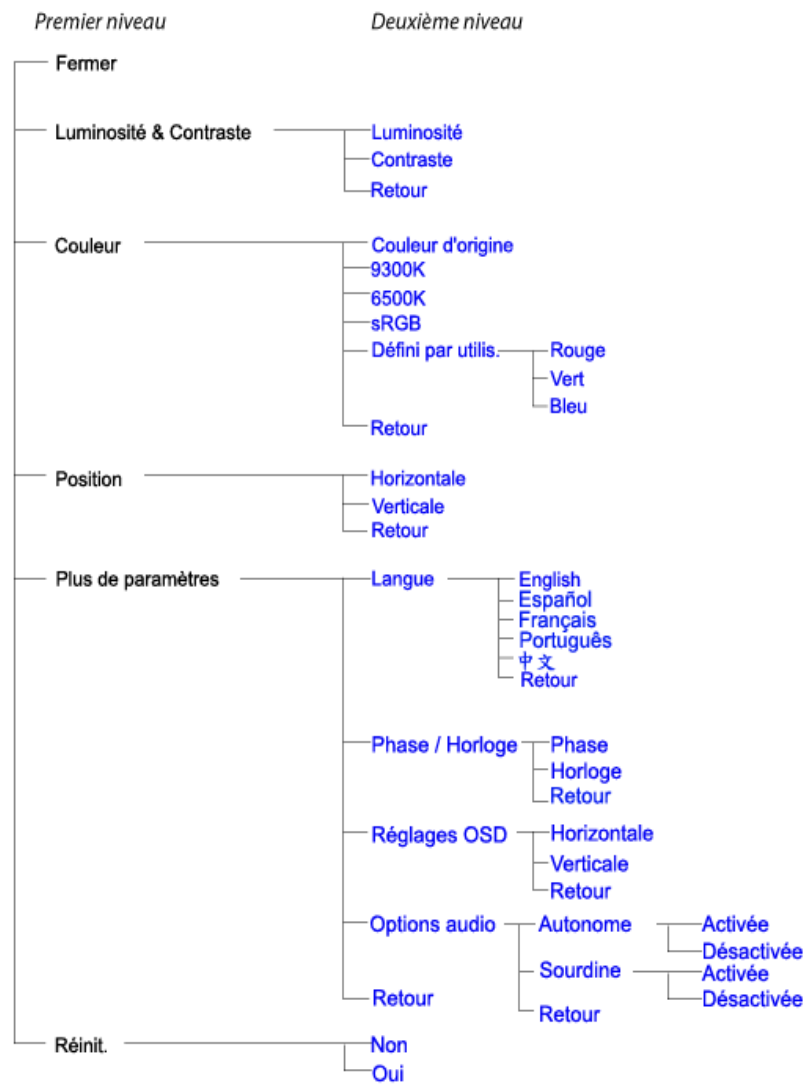 Premier niveau Deuxième niveau
Fermer
Luminosité & Contraste Luminosité
Contraste
Retour
Couleur Couleur d'origine
9300K
6500K
sRGB
Défini par utilis. Rouge
Vert
Bleu
Retour
Position Horizontale
Verticale
Retour
Plus de paramètres Langue English
Español
Français
Português
中文
Retour
Phase / Horloge Phase
Horloge
Retour
Réglages OSD Horizontale
Verticale
Retour
Options audio Autonome Activée
Désactivée
Sourdine Activée
Retour Désactivée
Retour
Réinit. Non
Oui